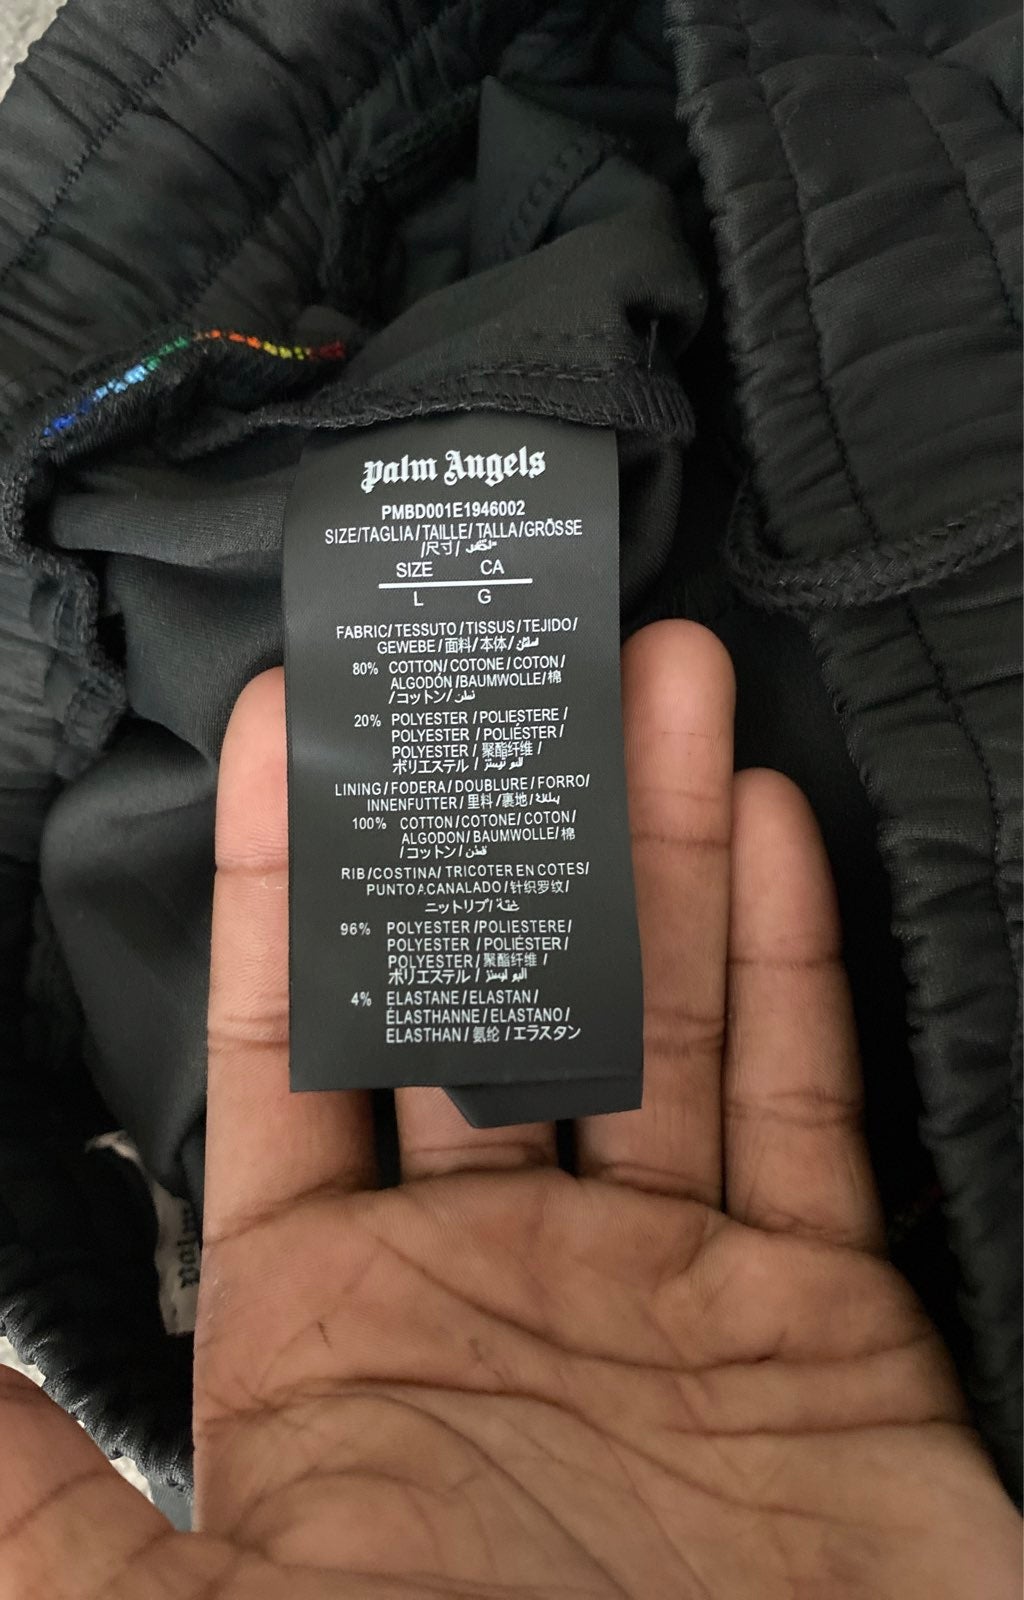 Palm Angels
PMBD001E1946002
SIZE/TAGLIA/TAILLE/TALLA/GRÖSSE
/尺寸/
SIZE CA
L G
FABRIC/TESSUTO/TISSUS/TEJIDO/
GEWEBE/面料/本体/
80% COTTON/COTONE/COTON/
ALGODÓN/BAUMWOLLE/棉
/コットン/
20% POLYESTER/POLIESTERE/
POLYESTER/POLIÉSTER/
POLYESTER/聚酯纤维/
ポリエステル/
LINING/FODERA/DOUBLURE/FORRO/
INNENFUTTER/里料/裏地/
100% COTTON/COTONE/COTON/
ALGODON/BAUMWOLLE/棉
/コットン/
RIB/COSTINA/TRICOTER EN COTES/
PUNTO ACANALADO/针织罗纹/
ニットリブ/
96% POLYESTER/POLIESTERE/
POLYESTER/POLIÉSTER/
POLYESTER/聚酯纤维/
ポリエステル/
4% ELASTANE/ELASTAN/
ÉLASTHANNE/ELASTANO/
ELASTHAN/氨纶/エラスタン
Palm